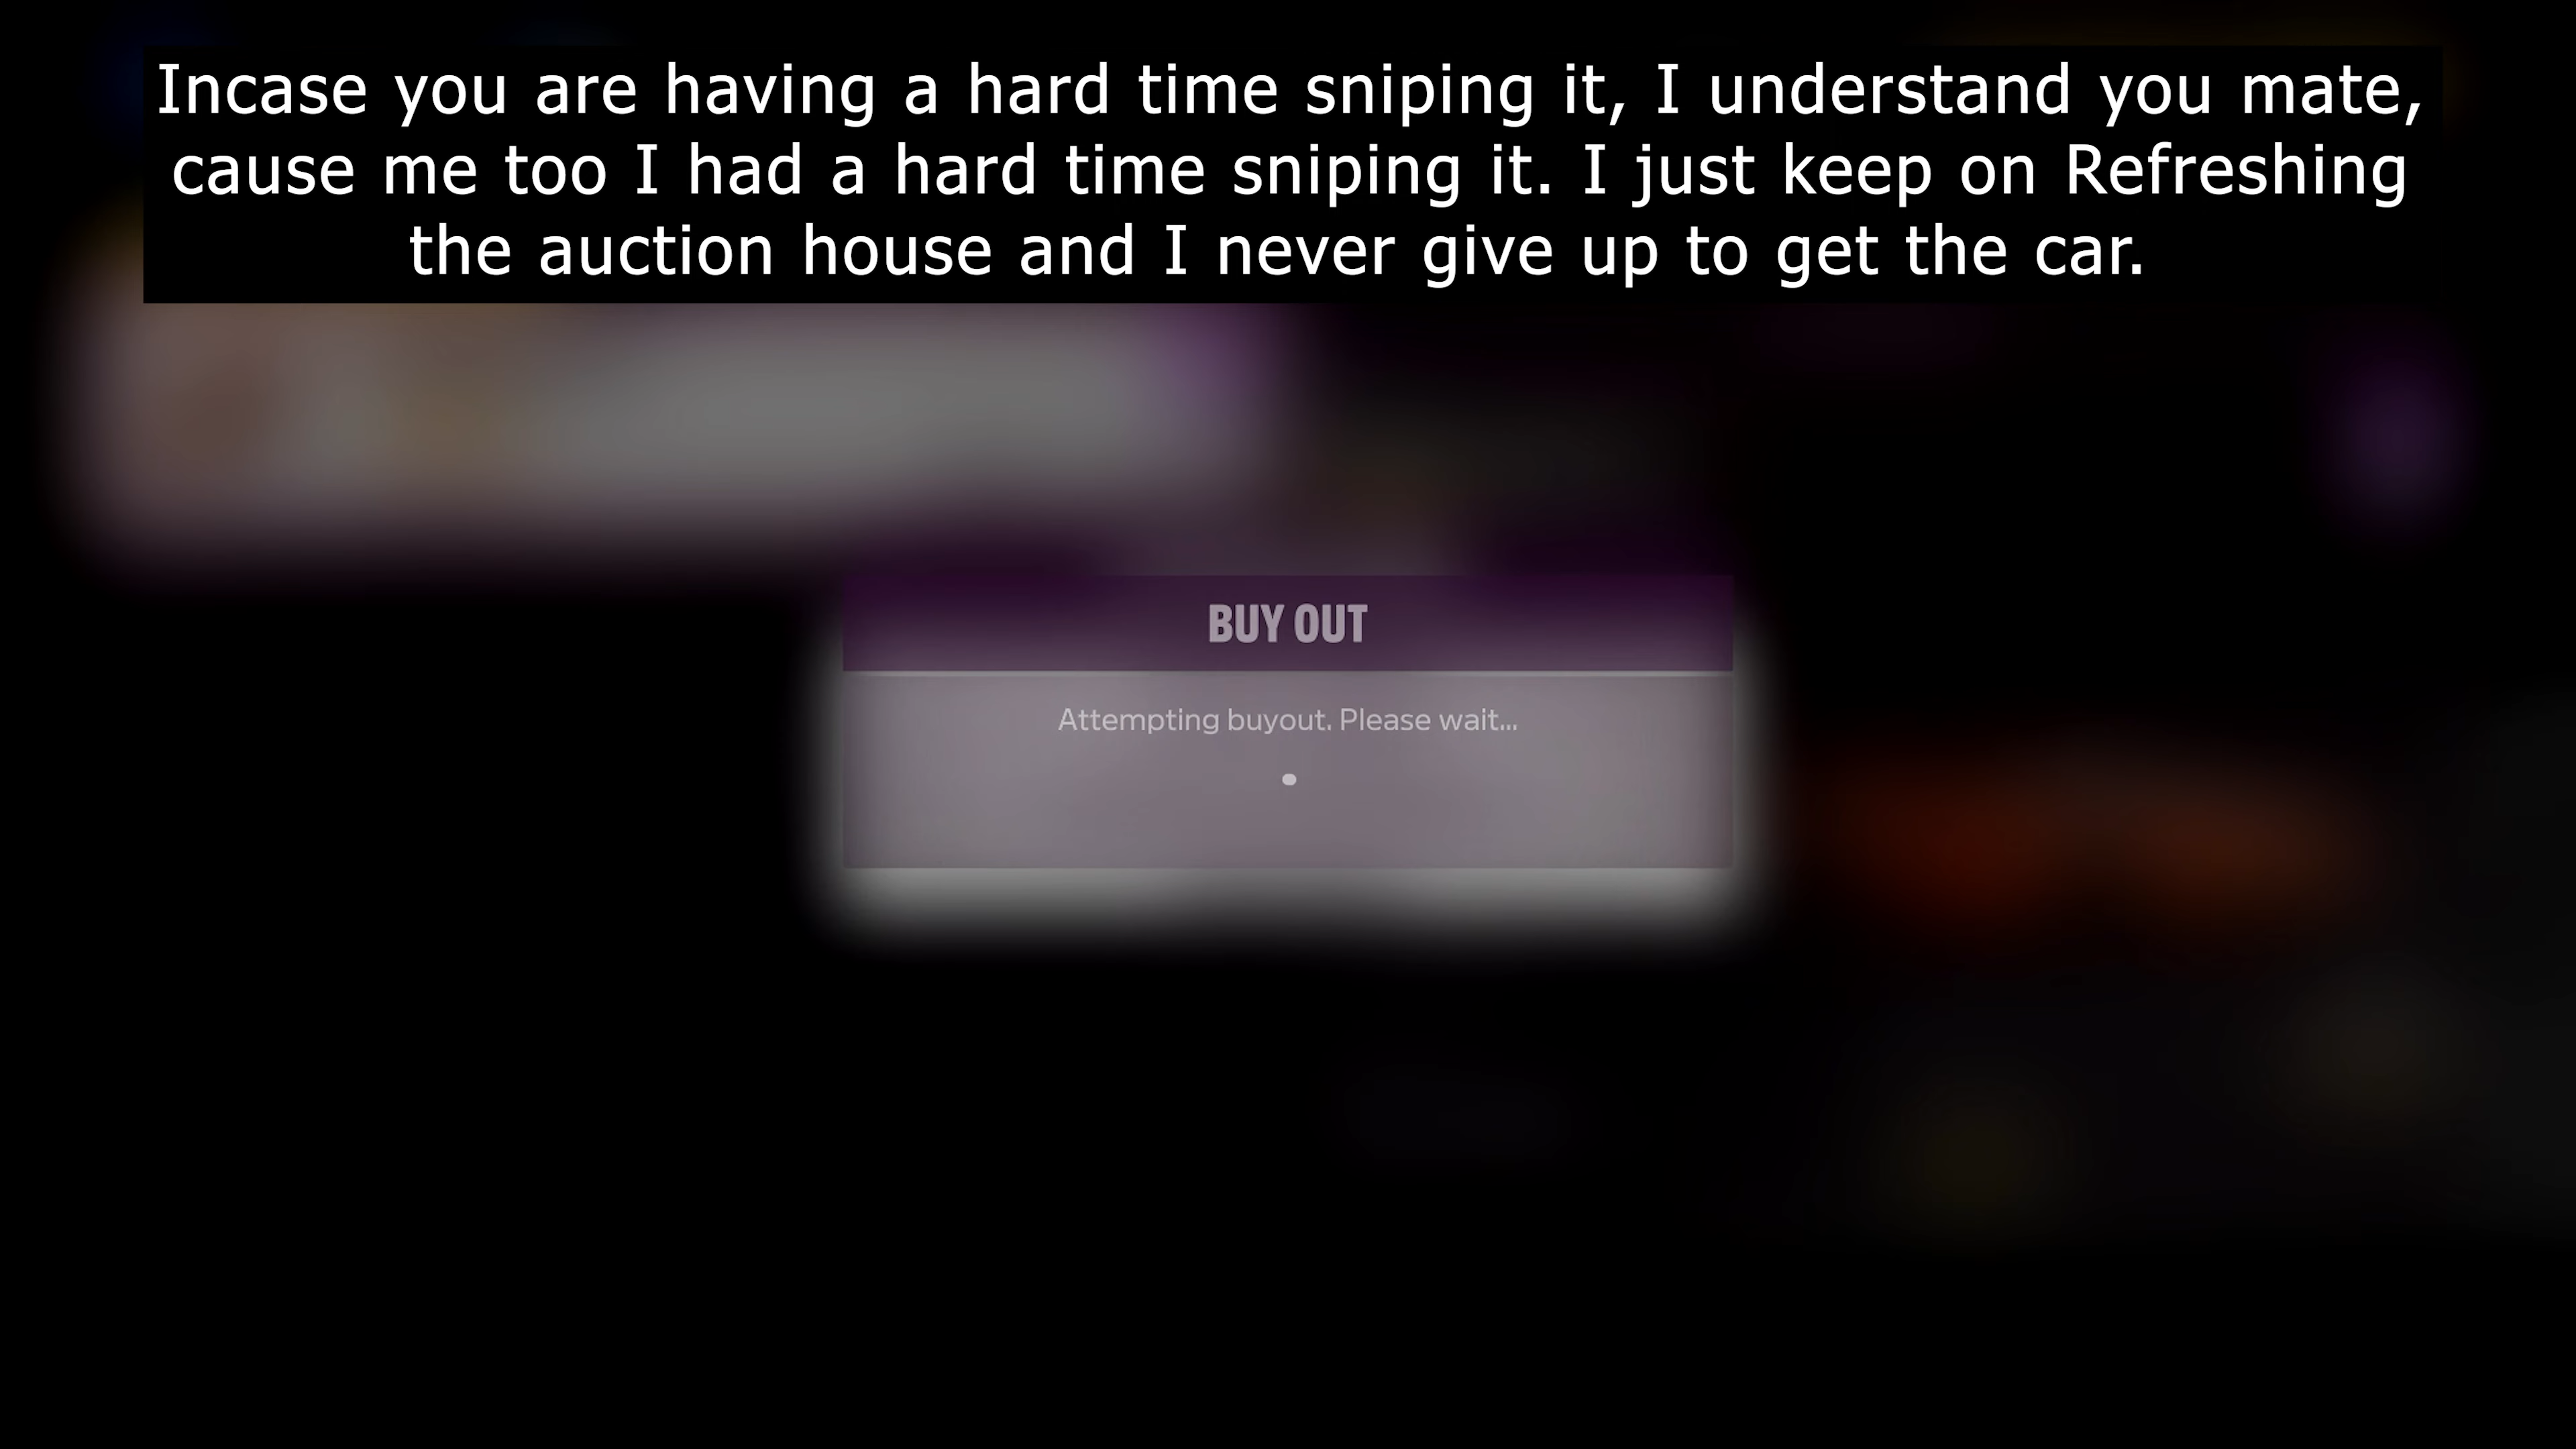 Incase you are having a hard time sniping it, I understand you mate,
cause me too I had a hard time sniping it. I just keep on Refreshing
the auction house and I never give up to get the car.
BUY OUT
Attempting buyout. Please wait...